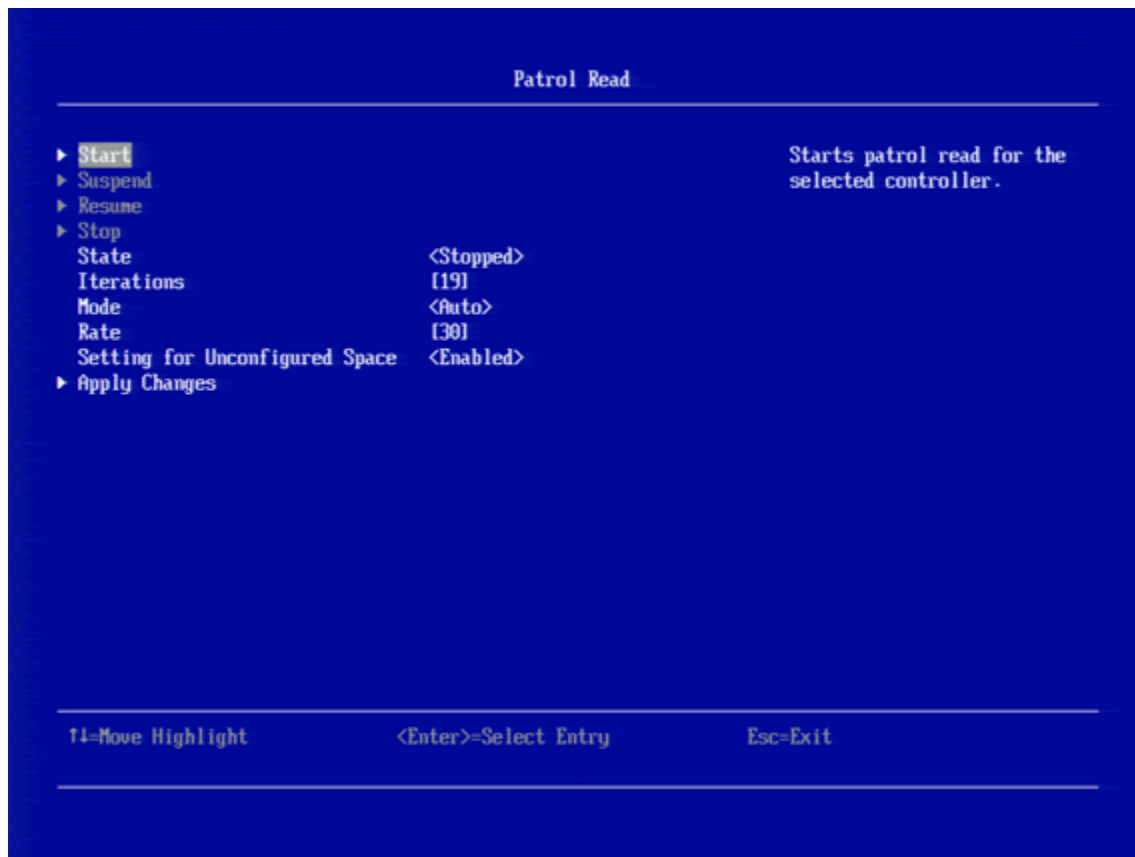 Patrol Read
▶ Start
▶ Suspend
▶ Resume
▶ Stop
State <Stopped>
Iterations [19]
Mode <Auto>
Rate [30]
Setting for Unconfigured Space <Enabled>
▶ Apply Changes
Starts patrol read for the
selected controller.
↑↓=Move Highlight <Enter>=Select Entry Esc=Exit